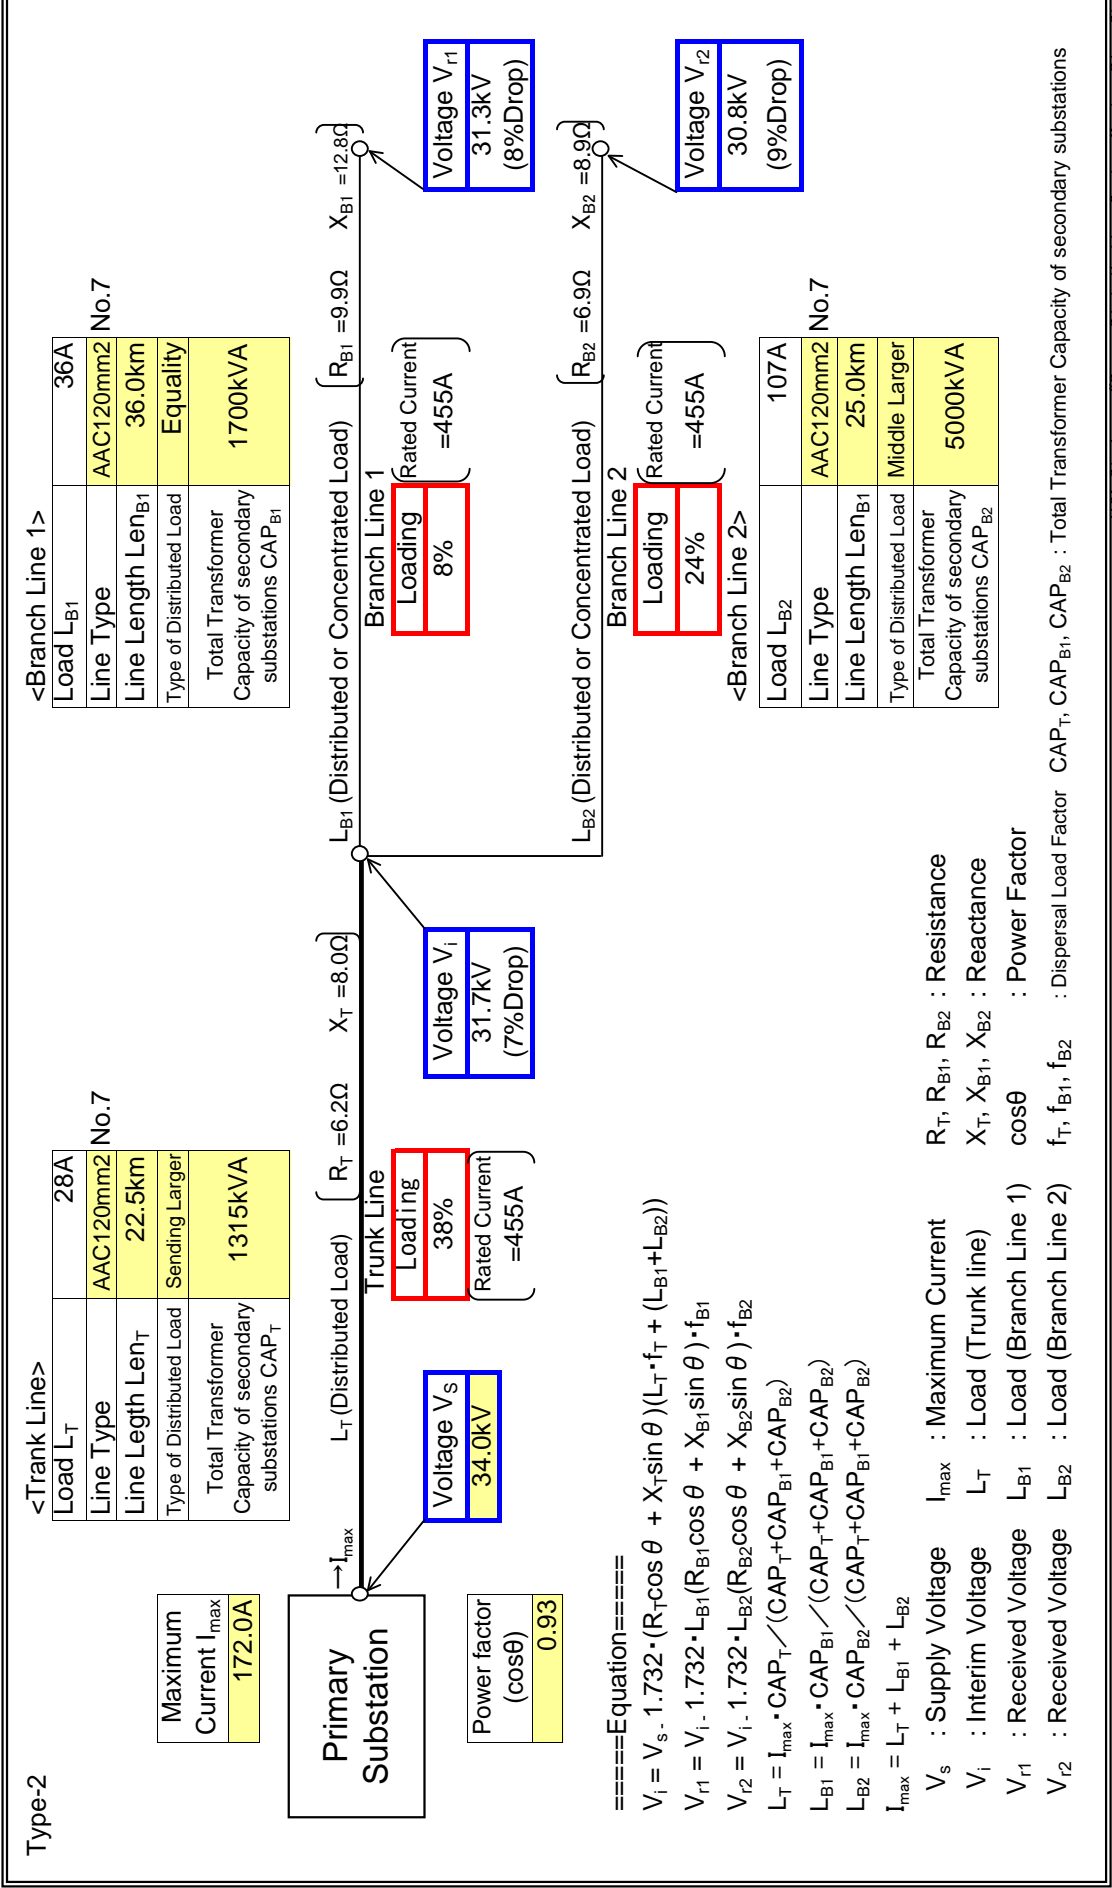 Type-2
Maximum
Current Imax
172.0A
<Trank Line>
Load LT 28A
Line Type AAC120mm2 No.7
Line Legth LenT 22.5km
Type of Distributed Load Sending Larger
Total Transformer
Capacity of secondary
substations CAPT
1315kVA
<Branch Line 1>
Load LB1 36A
Line Type AAC120mm2 No.7
Line Length LenB1 36.0km
Type of Distributed Load Equality
Total Transformer
Capacity of secondary
substations CAPB1
1700kVA
Primary
Substation
→Imax
LT (Distributed Load) RT =6.2Ω XT =8.0Ω
Trunk Line
Loading
38%
Rated Current
=455A
LB1 (Distributed or Concentrated Load) RB1 =9.9Ω XB1 =12.8Ω
Branch Line 1
Loading
8%
Rated Current
=455A
Voltage VS
34.0kV
Voltage Vi
31.7kV
(7%Drop)
Voltage Vr1
31.3kV
(8%Drop)
Power factor
(cosθ)
0.93
LB2 (Distributed or Concentrated Load) RB2 =6.9Ω XB2 =8.9Ω
Branch Line 2
Loading
24%
Rated Current
=455A
Voltage Vr2
30.8kV
(9%Drop)
<Branch Line 2>
Load LB2 107A
Line Type AAC120mm2 No.7
Line Length LenB1 25.0km
Type of Distributed Load Middle Larger
Total Transformer
Capacity of secondary
substations CAPB2
5000kVA
=====Equation=====
Vi = Vs - 1.732・(RTcosθ + XTsinθ)(LT・fT + (LB1+LB2))
Vr1 = Vi - 1.732・LB1(RB1cosθ + XB1sinθ)・fB1
Vr2 = Vi - 1.732・LB2(RB2cosθ + XB2sinθ)・fB2
LT = Imax・CAPT／(CAPT+CAPB1+CAPB2)
LB1 = Imax・CAPB1／(CAPT+CAPB1+CAPB2)
LB2 = Imax・CAPB2／(CAPT+CAPB1+CAPB2)
Imax = LT + LB1 + LB2
Vs : Supply Voltage Imax : Maximum Current RT, RB1, RB2 : Resistance
Vi : Interim Voltage LT : Load (Trunk line) XT, XB1, XB2 : Reactance
Vr1 : Received Voltage LB1 : Load (Branch Line 1) cosθ : Power Factor
Vr2 : Received Voltage LB2 : Load (Branch Line 2) fT, fB1, fB2 : Dispersal Load Factor CAPT, CAPB1, CAPB2 : Total Transformer Capacity of secondary substations